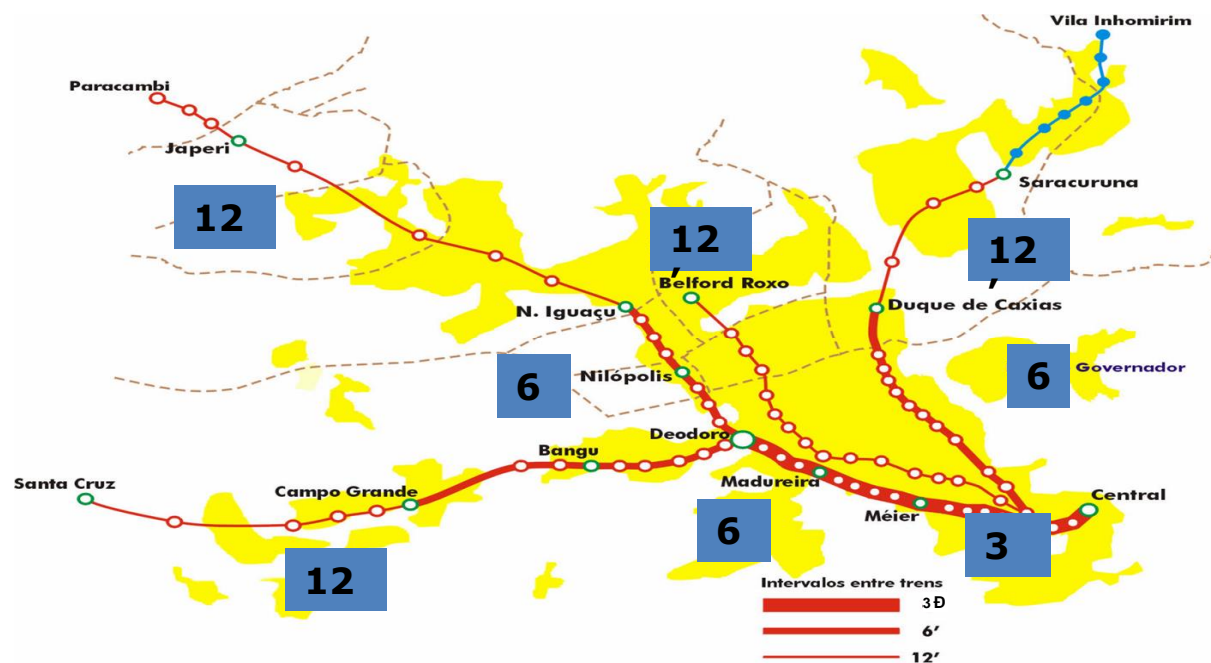 Vila Inhomirim
Paracambi
Japeri
Saracuruna
12
12
’
12
’
Belford Roxo
N. Iguaçu
Duque de Caxias
6
Nilópolis
6
Governador
Deodoro
Bangu
Santa Cruz
Campo Grande
Madureira
Central
Méier
6
3
12
Intervalos entre trens
3Đ
6’
12’